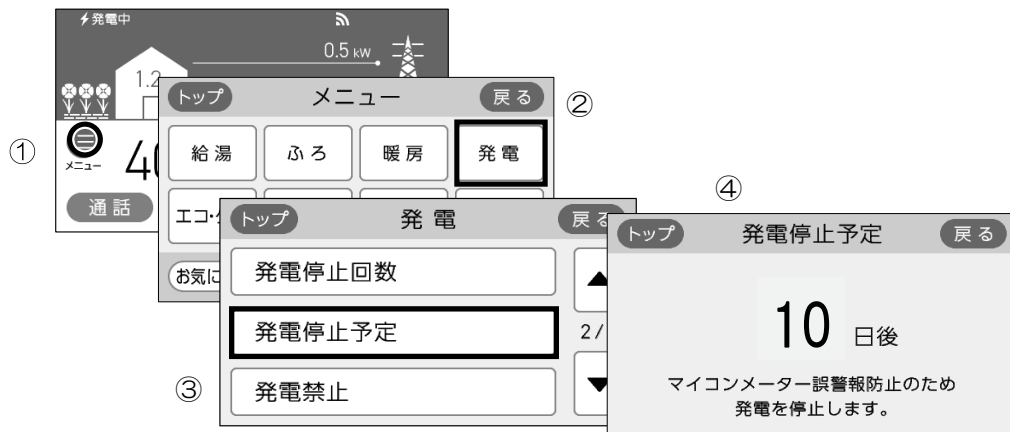 発電中
0.5 kW
1.2
①
メニュー
通話
トップ
メニュー
戻る
②
給湯
ふろ
暖房
発電
エコ・
お気に
トップ
発電
戻る
発電停止回数
発電停止予定
2/
③
発電禁止
④
トップ
発電停止予定
戻る
10 日後
マイコンメーター誤警報防止のため
発電を停止します。